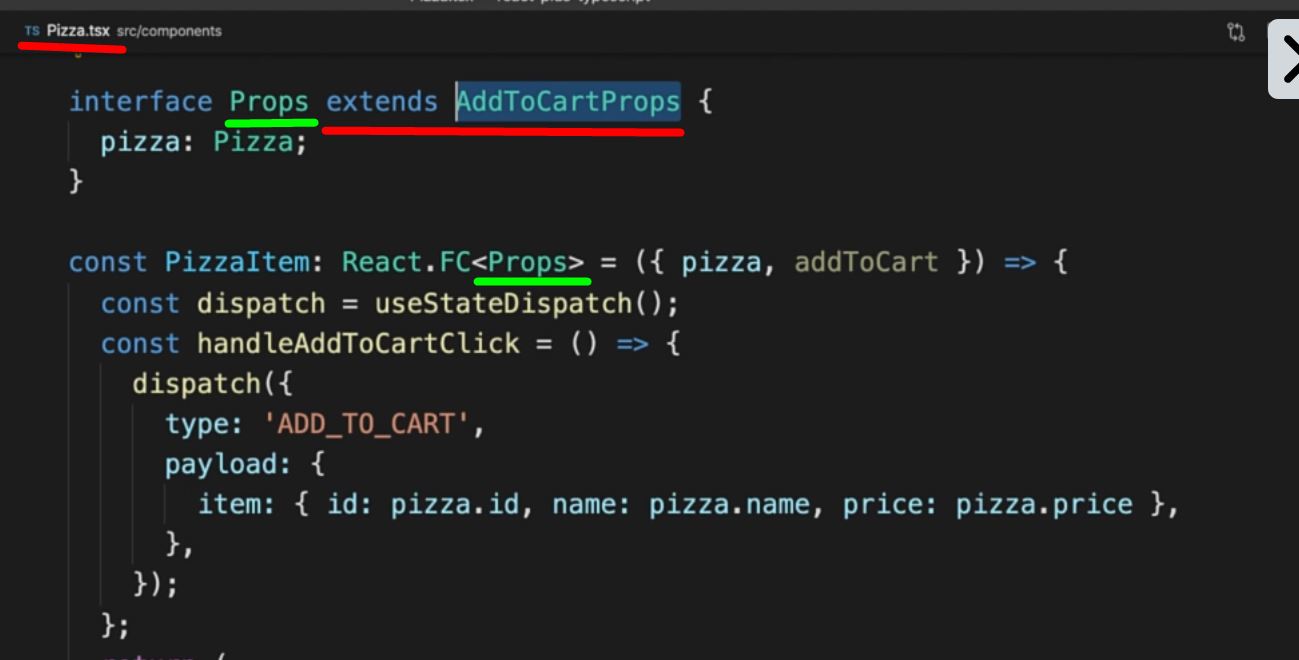 TS Pizza.tsx src/components
interface Props extends AddToCartProps {
pizza: Pizza;
}
const PizzaItem: React.FC<Props> = ({ pizza, addToCart }) => {
const dispatch = useStateDispatch();
const handleAddToCartClick = () => {
dispatch({
type: 'ADD_TO_CART',
payload: {
item: { id: pizza.id, name: pizza.name, price: pizza.price },
},
});
};